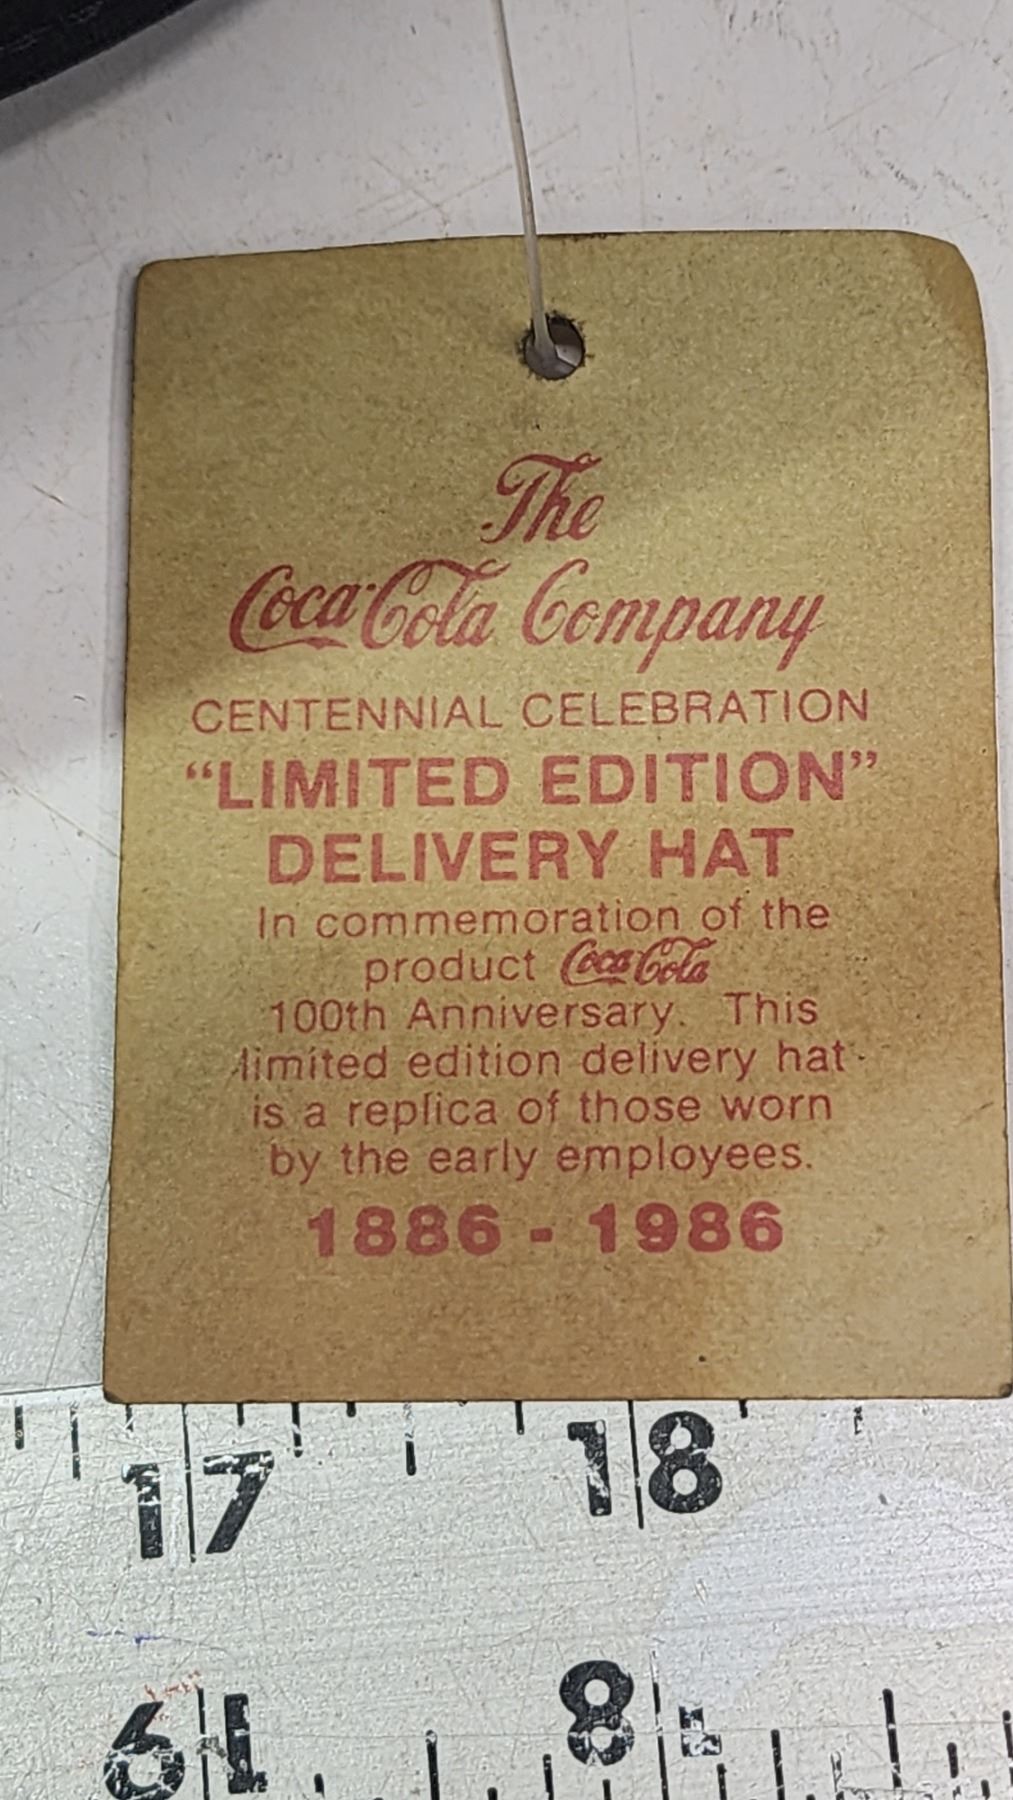 The
Coca-Cola Company
CENTENNIAL CELEBRATION
“LIMITED EDITION”
DELIVERY HAT
In commemoration of the
product Coca-Cola
100th Anniversary. This
limited edition delivery hat
is a replica of those worn
by the early employees.
1886 - 1986
17 18